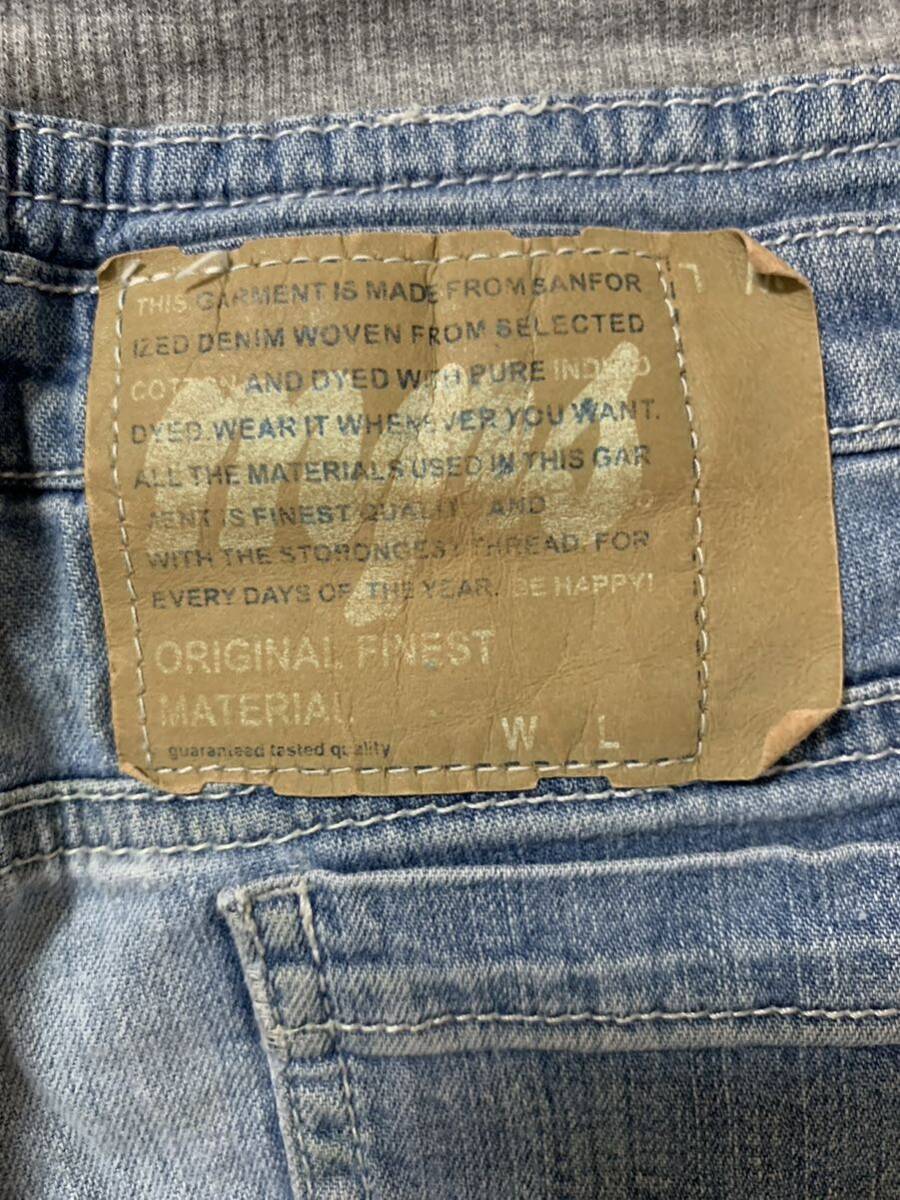 THIS GARMENT IS MADE FROM SANFOR
IZED DENIM WOVEN FROM SELECTED
COTTON AND DYED WITH PURE INDIGO
DYED. WEAR IT WHENEVER YOU WANT.
ALL THE MATERIALS USED IN THIS GAR
MENT IS FINEST QUALITY AND
WITH THE STORONGEST THREAD. FOR
EVERY DAYS OF THE YEAR. BE HAPPY!
ORIGINAL FINEST
MATERIAL
W L
guaranteed tasted quality